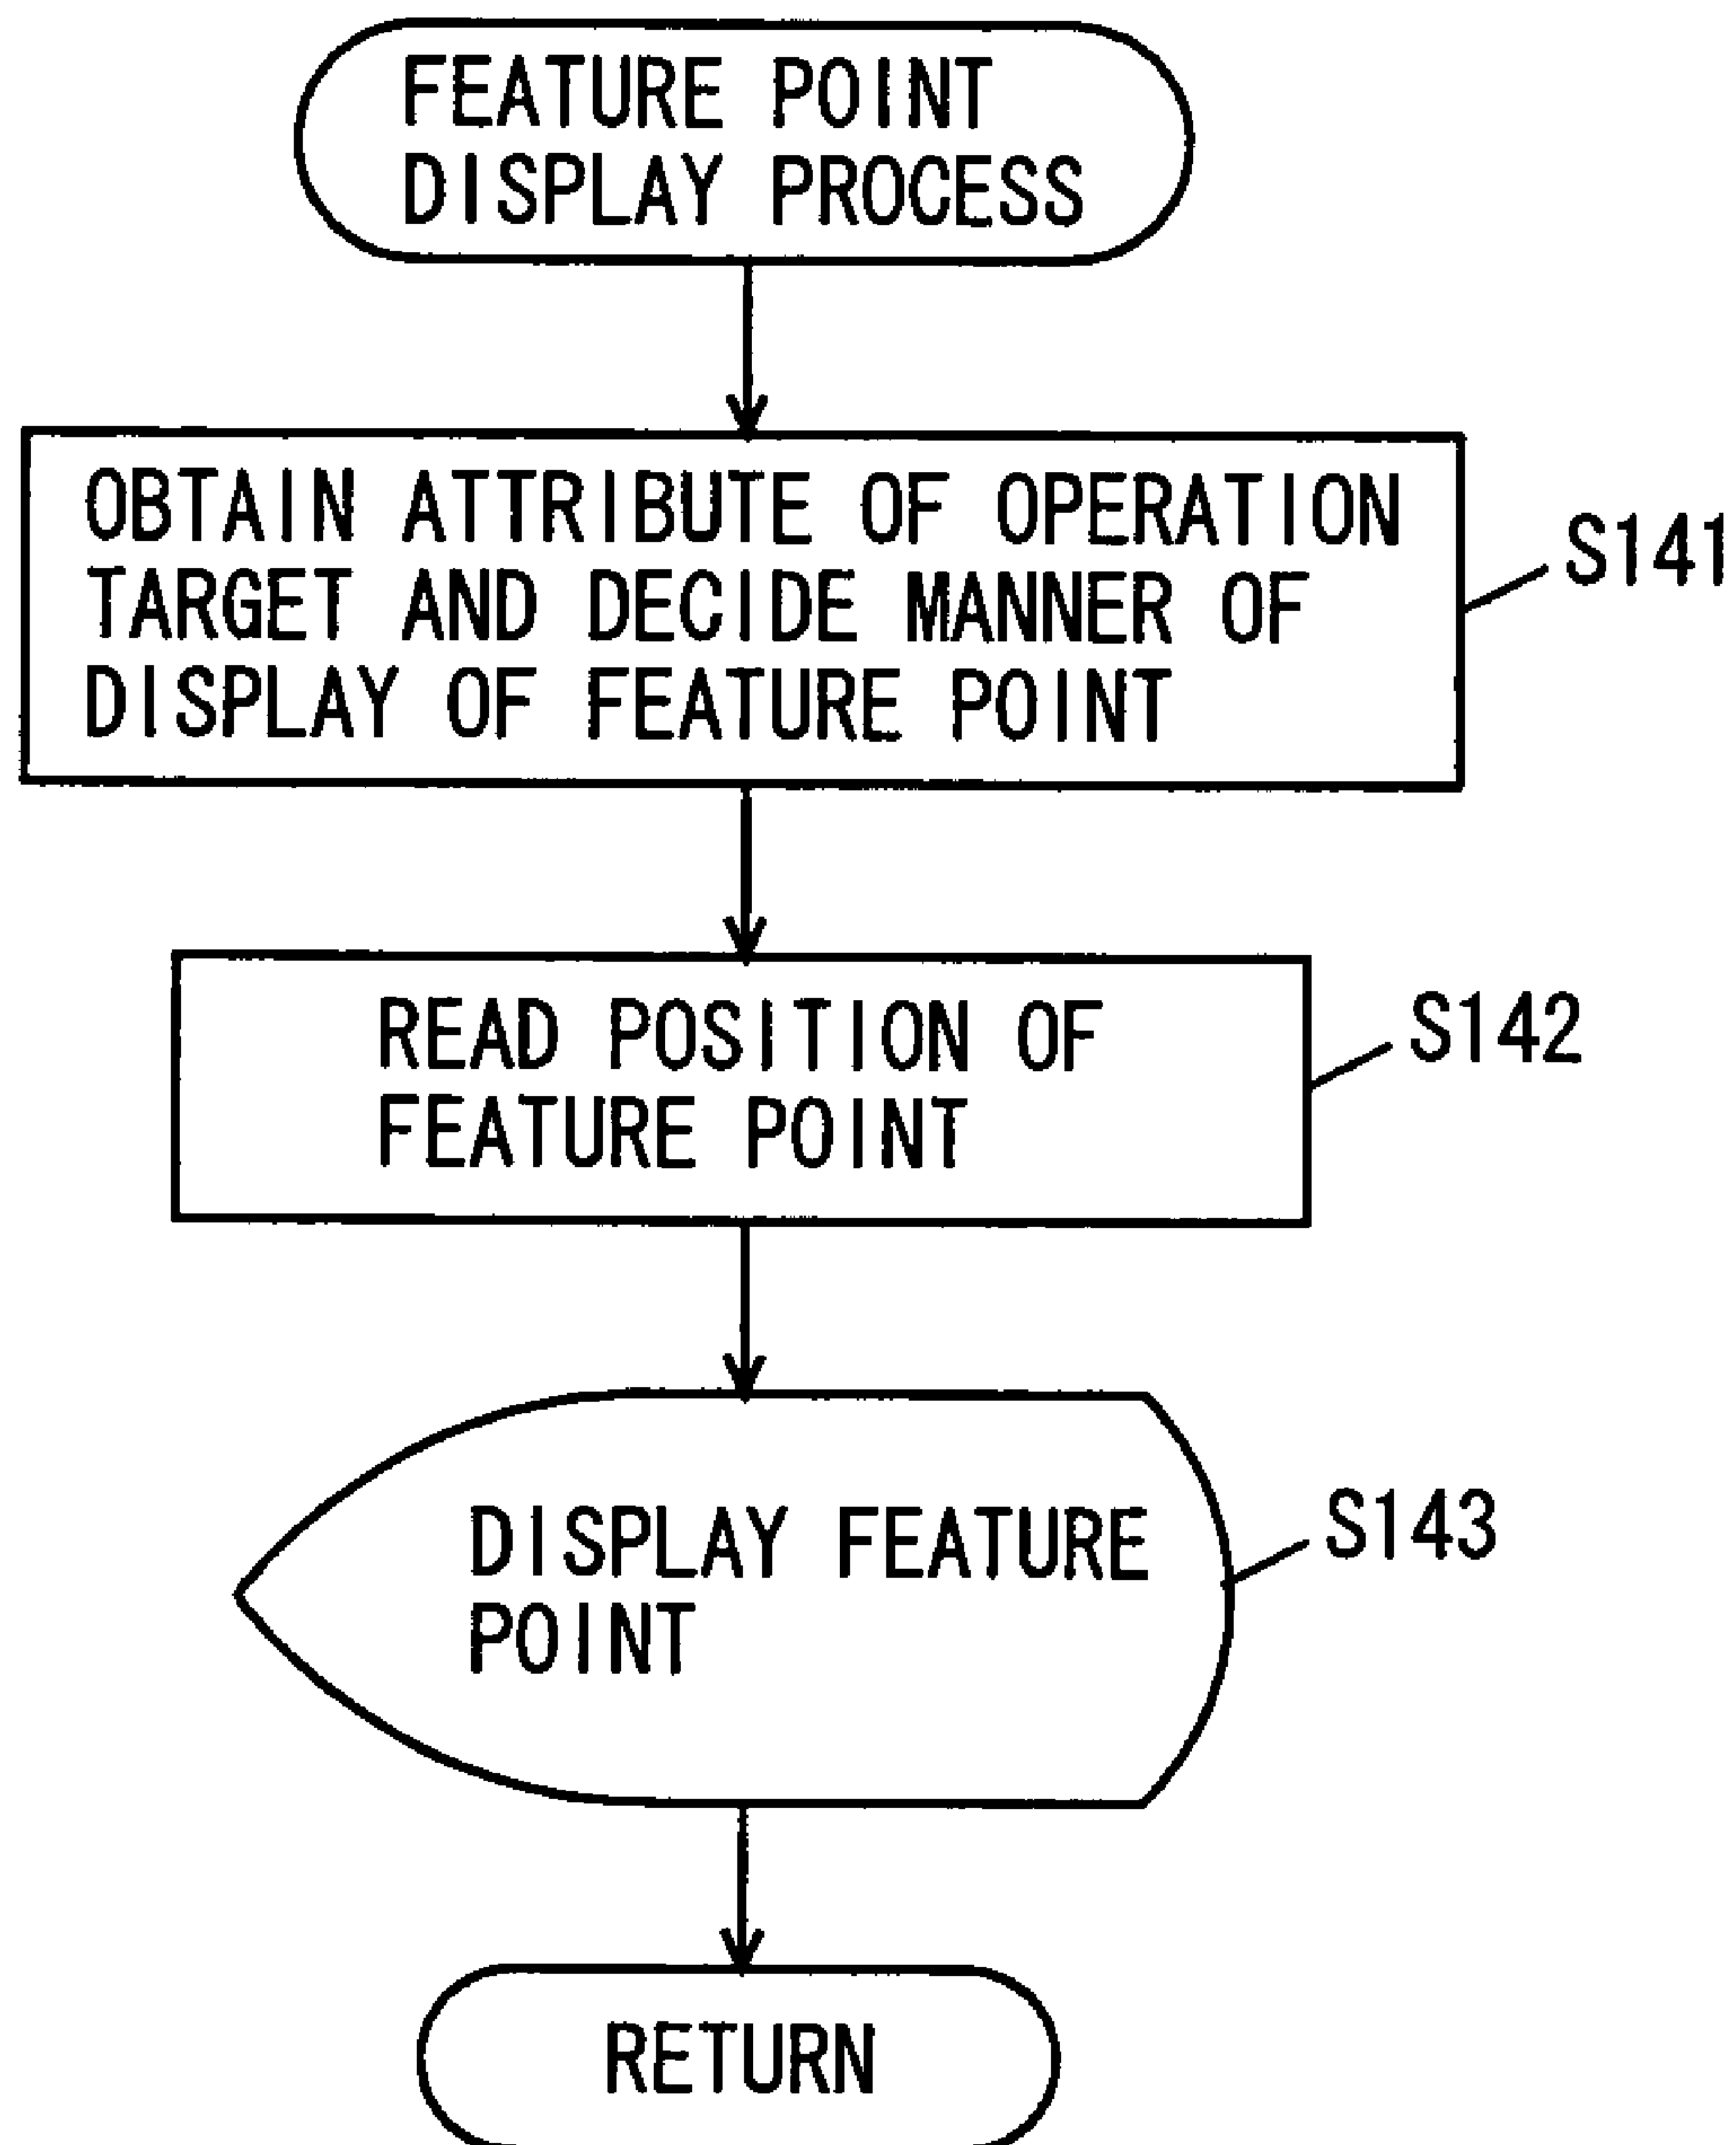 FEATURE POINT
DISPLAY PROCESS
OBTAIN ATTRIBUTE OF OPERATION
TARGET AND DECIDE MANNER OF
DISPLAY OF FEATURE POINT
S141
READ POSITION OF
FEATURE POINT
S142
DISPLAY FEATURE
POINT
S143
RETURN